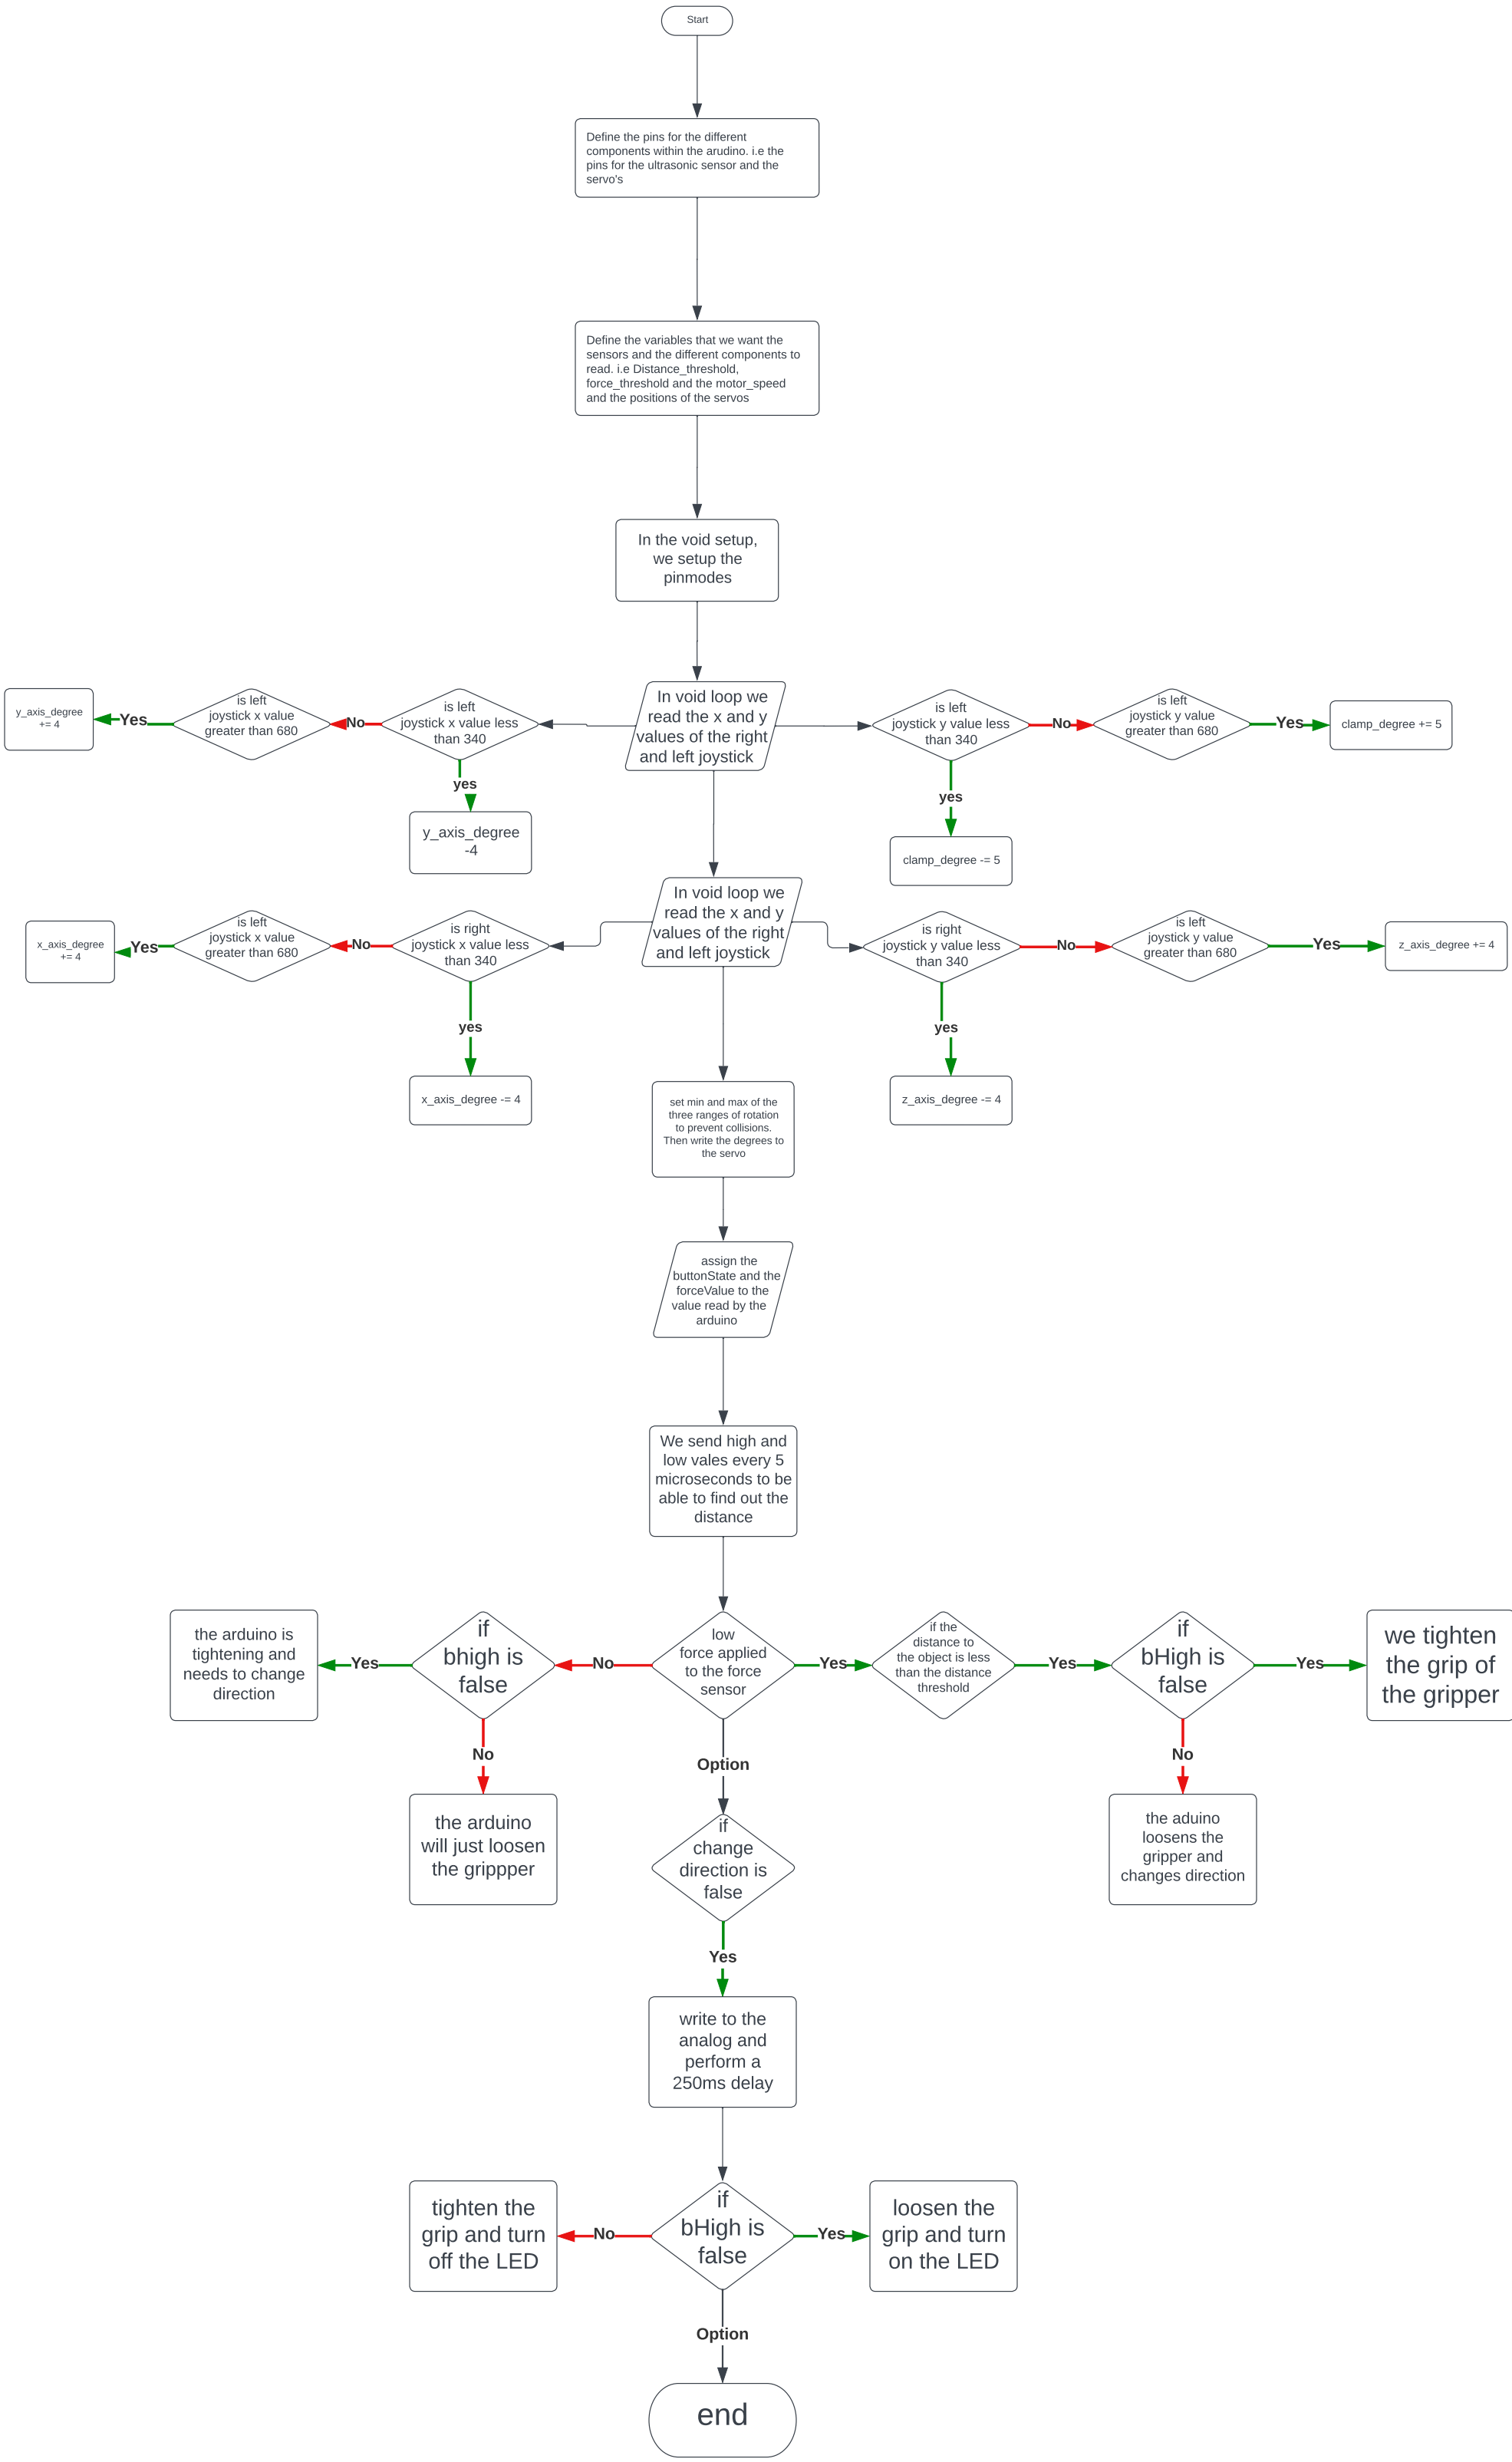 Start
Define the pins for the different
components within the arudino. i.e the
pins for the ultrasonic sensor and the
servo's
Define the variables that we want the
sensors and the different components to
read. i.e Distance_threshold,
force_threshold and the motor_speed
and the positions of the servos
In the void setup,
we setup the
pinmodes
y_axis_degree
+= 4
Yes
is left
joystick x value
greater than 680
No
is left
joystick x value less
than 340
In void loop we
read the x and y
values of the right
and left joystick
is left
joystick y value less
than 340
No
is left
joystick y value
greater than 680
Yes
clamp_degree += 5
yes
y_axis_degree
-4
yes
clamp_degree -= 5
x_axis_degree
+= 4
Yes
is left
joystick x value
greater than 680
No
is right
joystick x value less
than 340
In void loop we
read the x and y
values of the right
and left joystick
is right
joystick y value less
than 340
No
is left
joystick y value
greater than 680
Yes
z_axis_degree += 4
yes
x_axis_degree -= 4
yes
z_axis_degree -= 4
set min and max of the
three ranges of rotation
to prevent collisions.
Then write the degrees to
the servo
assign the
buttonState and the
forceValue to the
value read by the
arduino
We send high and
low vales every 5
microseconds to be
able to find out the
distance
the arduino is
tightening and
needs to change
direction
Yes
if
bhigh is
false
No
low
force applied
to the force
sensor
Yes
if the
distance to
the object is less
than the distance
threshold
Yes
if
bHigh is
false
Yes
we tighten
the grip of
the gripper
No
the arduino
will just loosen
the grippper
Option
if
change
direction is
false
No
the aduino
loosens the
gripper and
changes direction
Yes
write to the
analog and
perform a
250ms delay
tighten the
grip and turn
off the LED
No
if
bHigh is
false
Yes
loosen the
grip and turn
on the LED
Option
end